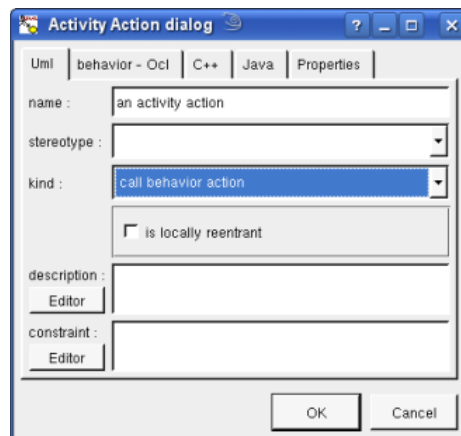 Activity Action dialog
Uml behavior - Ocl C++ Java Properties
name : an activity action
stereotype :
kind : call behavior action
is locally reentrant
description :
Editor
constraint :
Editor
OK Cancel